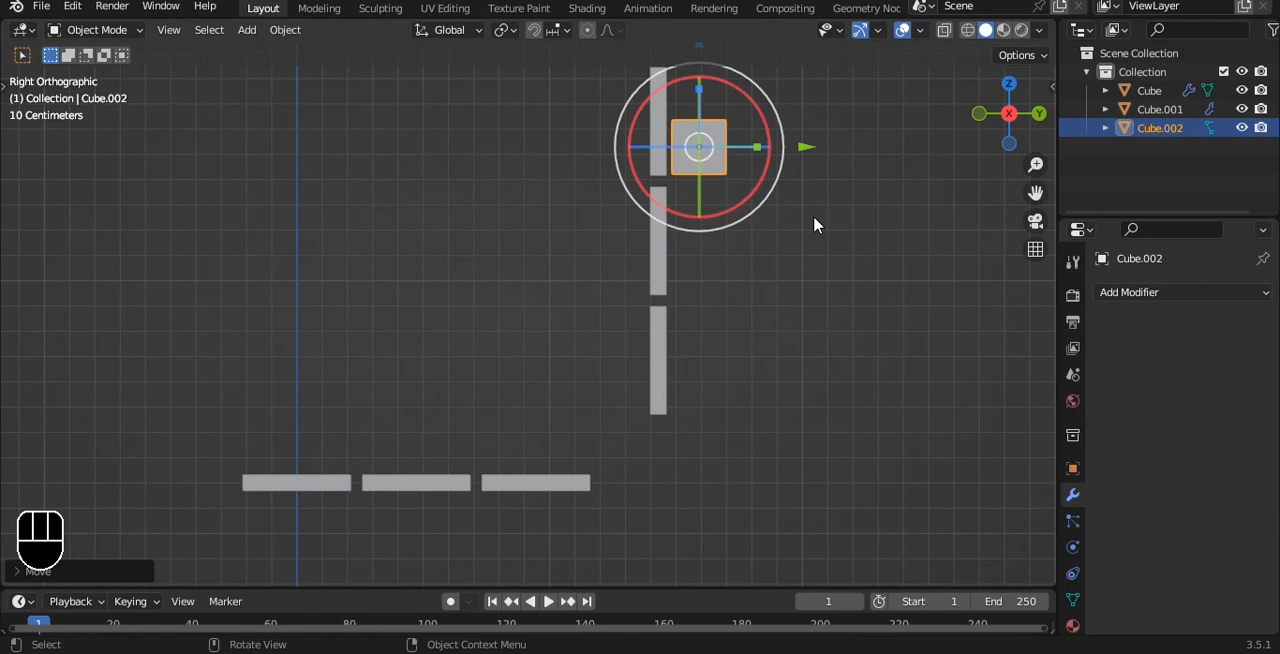 File Edit Render Window Help Layout Modeling Sculpting UV Editing Texture Paint Shading Animation Rendering Compositing Geometry Noc Scene ViewLayer
Object Mode View Select Add Object Global
Options
Right Orthographic
(1) Collection | Cube.002
10 Centimeters
Z
X
Y
Scene Collection
Collection
Cube
Cube.001
Cube.002
Cube.002
Add Modifier
Move
Playback Keying View Marker 1 Start 1 End 250
1 20 40 60 80 100 120 140 160 180 200 220 240
Select Rotate View Object Context Menu 3.5.1